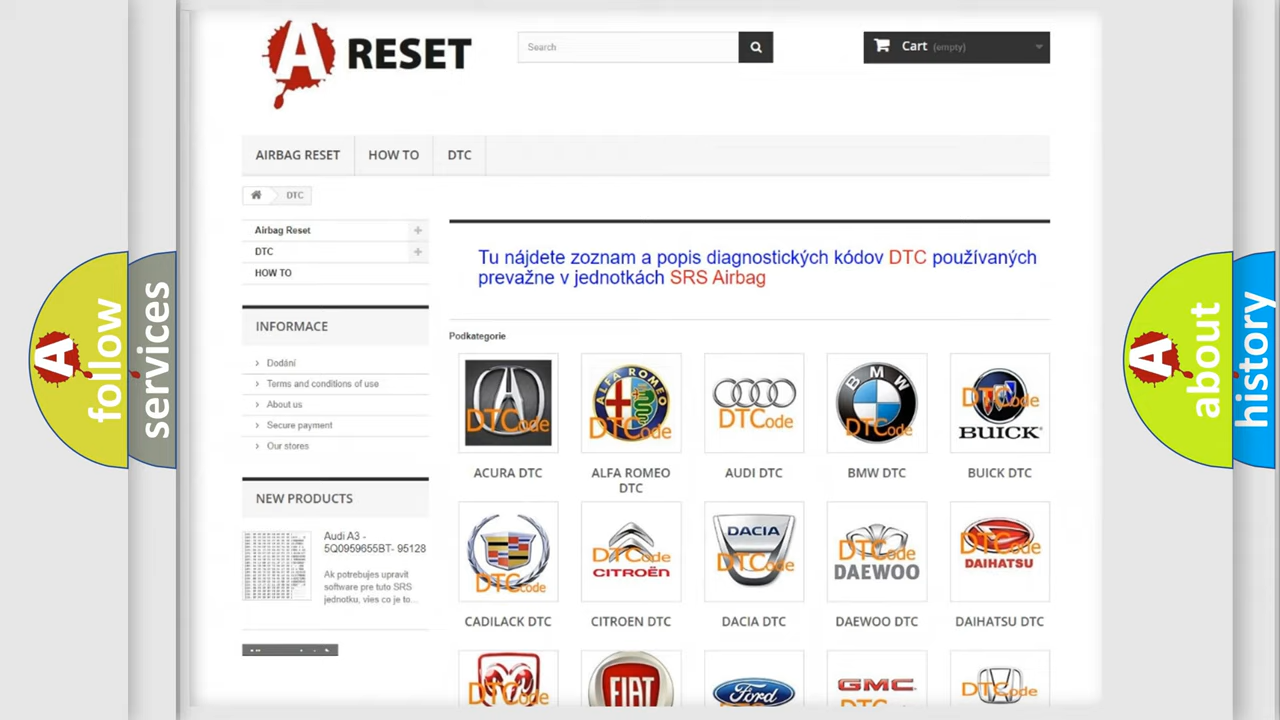 A RESET
Search
Cart (empty)
AIRBAG RESET
HOW TO
DTC
DTC
Airbag Reset
DTC
HOW TO
INFORMACE
Dodání
Terms and conditions of use
About us
Secure payment
Our stores
NEW PRODUCTS
Audi A3 -
5Q0959655BT- 95128
Ak potrebujes upravit
software pre tuto SRS
jednotku, vies co je to...
Tu nájdete zoznam a popis diagnostických kódov DTC používaných
prevažne v jednotkách SRS Airbag
Podkategorie
DTCode
ALFA ROMEO
DTCode
DTCode
BMW
DTCode
DTCode
BUICK
ACURA DTC
ALFA ROMEO
DTC
AUDI DTC
BMW DTC
BUICK DTC
DTCode
DTCode
CITROËN
DACIA
DTCode
DTCode
DAEWOO
DTCode
DAIHATSU
CADILACK DTC
CITROEN DTC
DACIA DTC
DAEWOO DTC
DAIHATSU DTC
DTCode
FIAT
Ford
DTCode
GMC
DTCode
A follow
services
A about
history